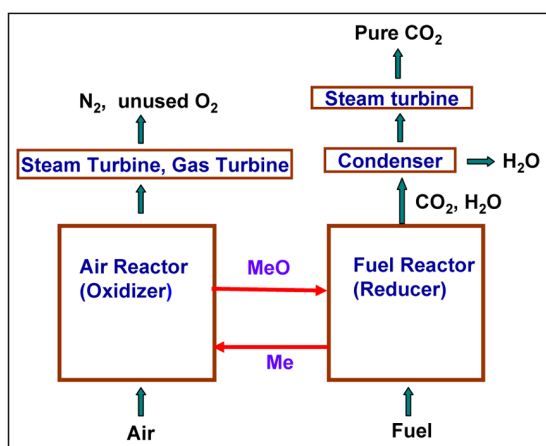 Pure CO₂
N₂, unused O₂
Steam turbine
Steam Turbine, Gas Turbine
Condenser
H₂O
CO₂, H₂O
Air Reactor
(Oxidizer)
MeO
Fuel Reactor
(Reducer)
Me
Air
Fuel